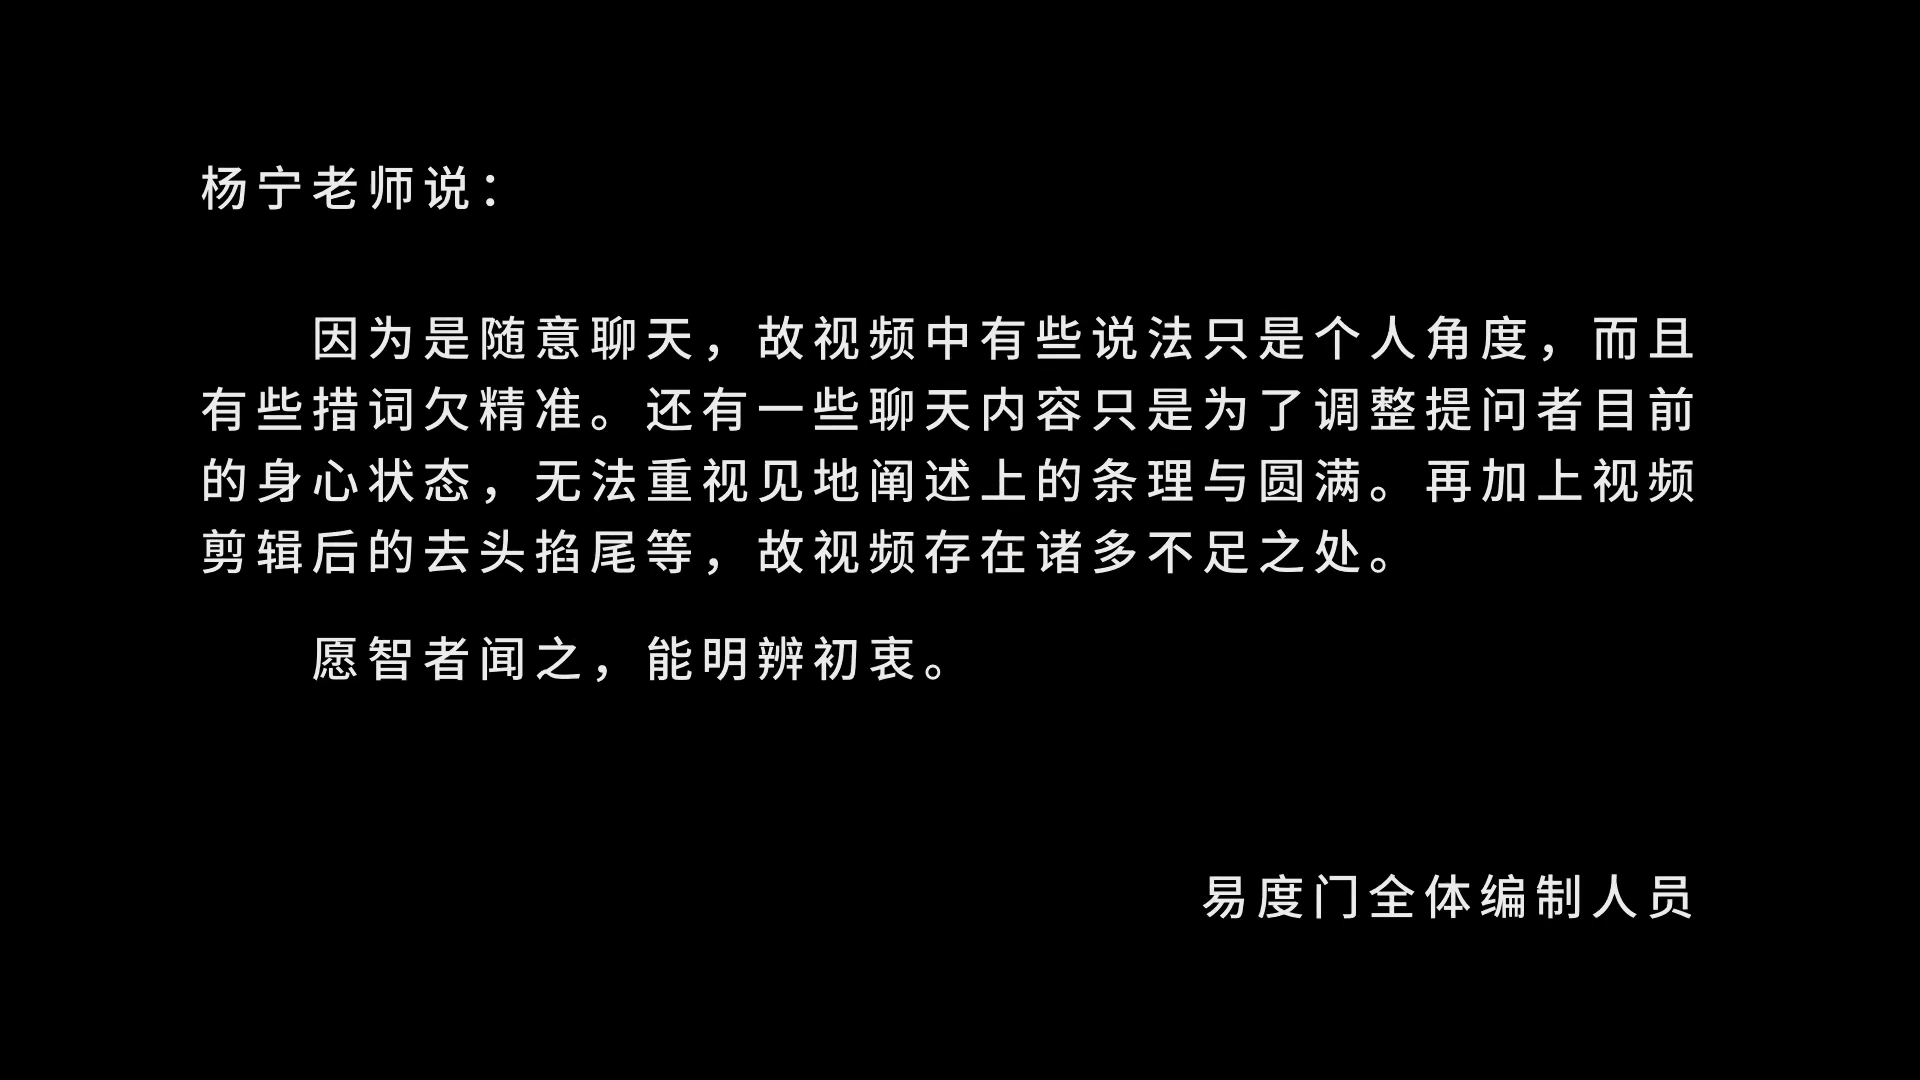 杨宁老师说：
因为是随意聊天，故视频中有些说法只是个人角度，而且
有些措词欠精准。还有一些聊天内容只是为了调整提问者目前
的身心状态，无法重视见地阐述上的条理与圆满。再加上视频
剪辑后的去头掐尾等，故视频存在诸多不足之处。
愿智者闻之，能明辨初衷。
易度门全体编制人员